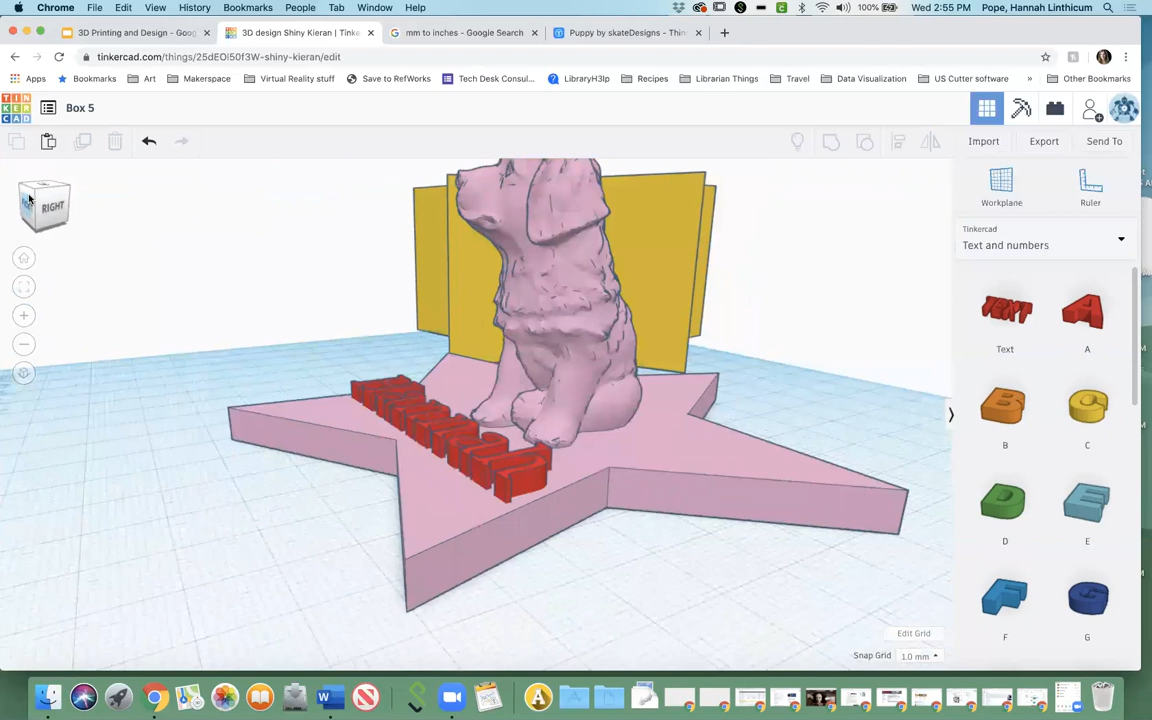 Chrome File Edit View History Bookmarks People Tab Window Help 100% Wed 2:55 PM Pope, Hannah Linthicum
3D Printing and Design - Goog 3D design Shiny Kieran | Tinke mm to inches - Google Search Puppy by skateDesigns - Thin
tinkercad.com/things/25dEOi50f3W-shiny-kieran/edit
Apps Bookmarks Art Makerspace Virtual Reality stuff Save to RefWorks Tech Desk Consul... LibraryH3lp Recipes Librarian Things Travel Data Visualization US Cutter software » Other Bookmarks
TIN
KER
CAD
Box 5
Import Export Send To
RIGHT
Workplane Ruler
Tinkercad
Text and numbers
TEXT A
Text A
B C
B C
D E
D E
F G
F G
Edit Grid
Snap Grid 1.0 mm